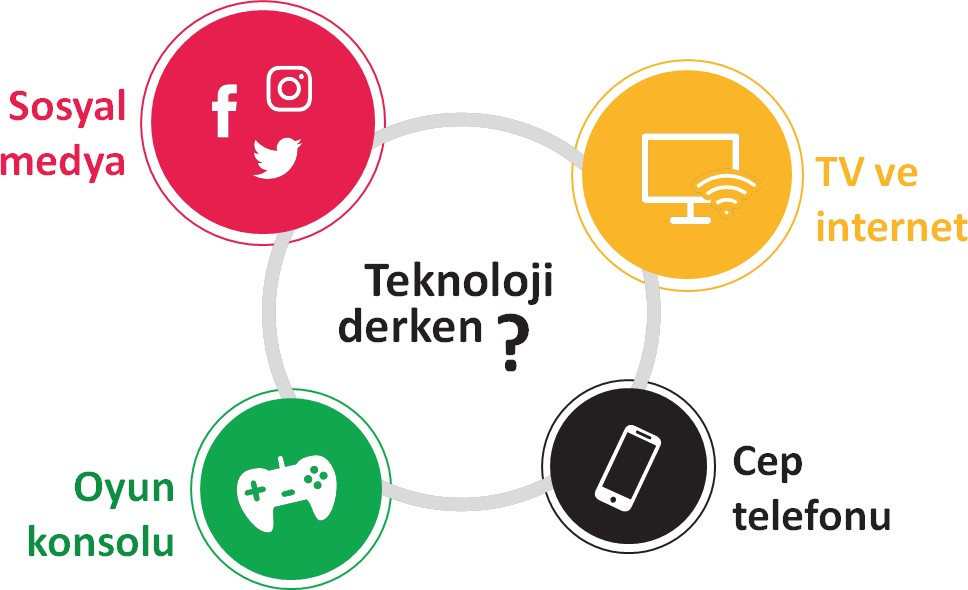 Sosyal
medya
TV ve
internet
Teknoloji
derken ?
Oyun
konsolu
Cep
telefonu